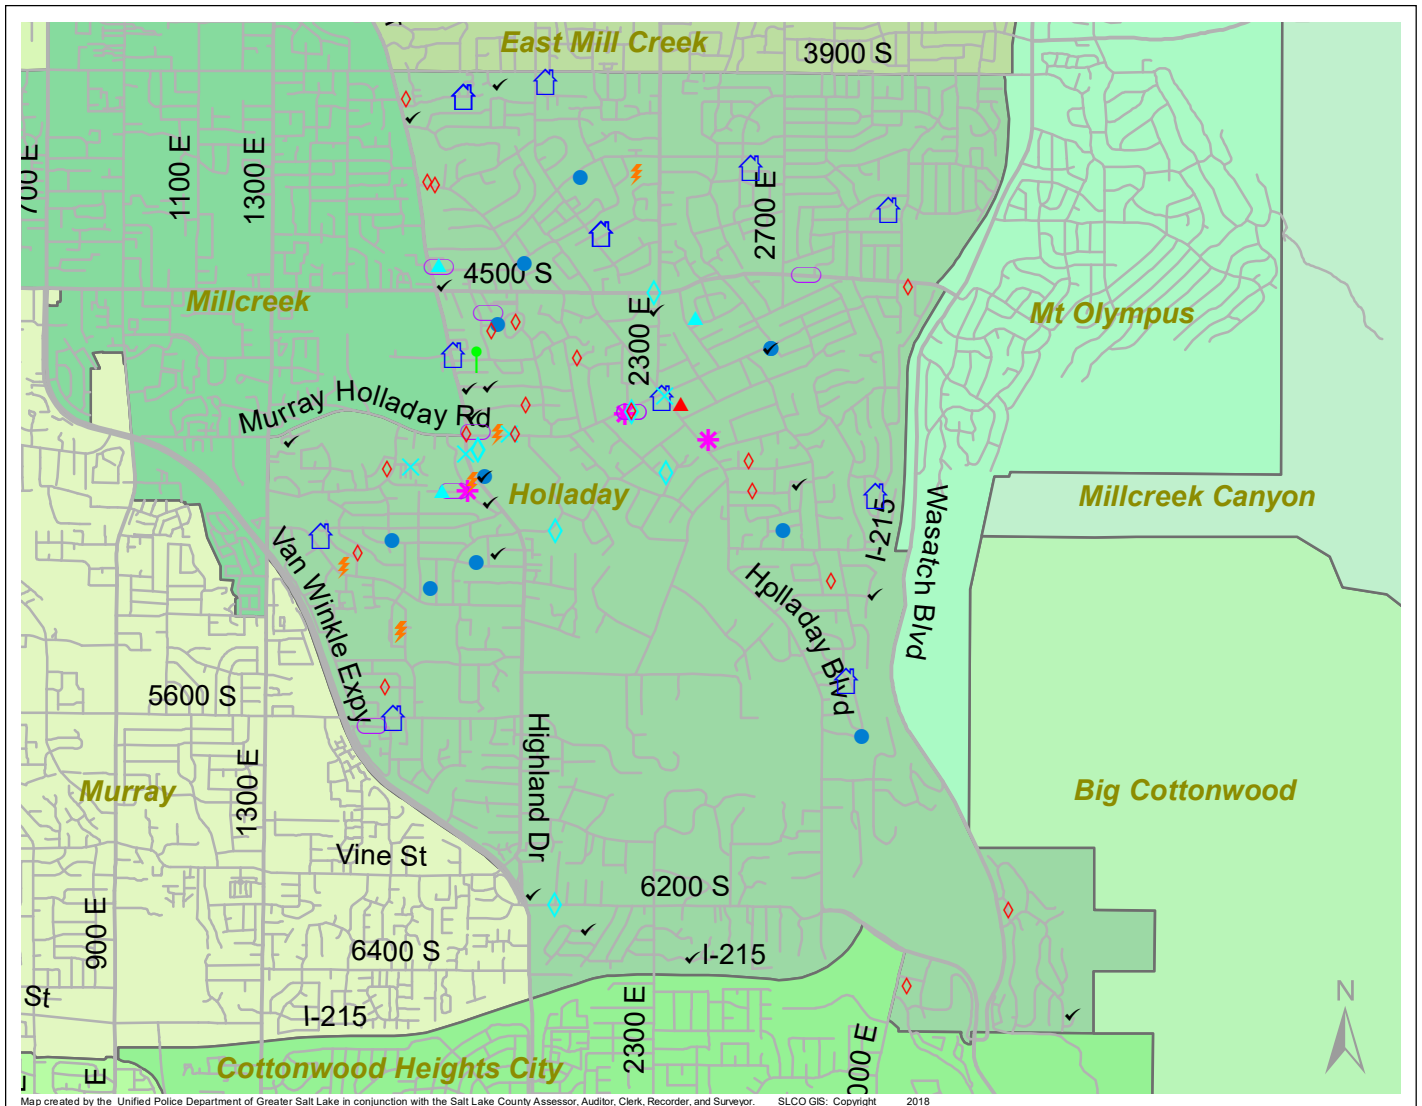 East Mill Creek
3900 S
700 E
1100 E
1300 E
2700 E
4500 S
Millcreek
Mt Olympus
2300 E
Murray Holladay Rd
Holladay
Millcreek Canyon
I-215
Wasatch Blvd
Van Winkle Expy
Holladay Blvd
5600 S
Highland Dr
1300 E
Murray
Big Cottonwood
Vine St
6200 S
900 E
6400 S
I-215
St
I-215
N
2300 E
000 E
Cottonwood Heights City
E
E
Map created by the Unified Police Department of Greater Salt Lake in conjunction with the Salt Lake County Assessor, Auditor, Clerk, Recorder, and Surveyor. SLCO GIS: Copyright 2018